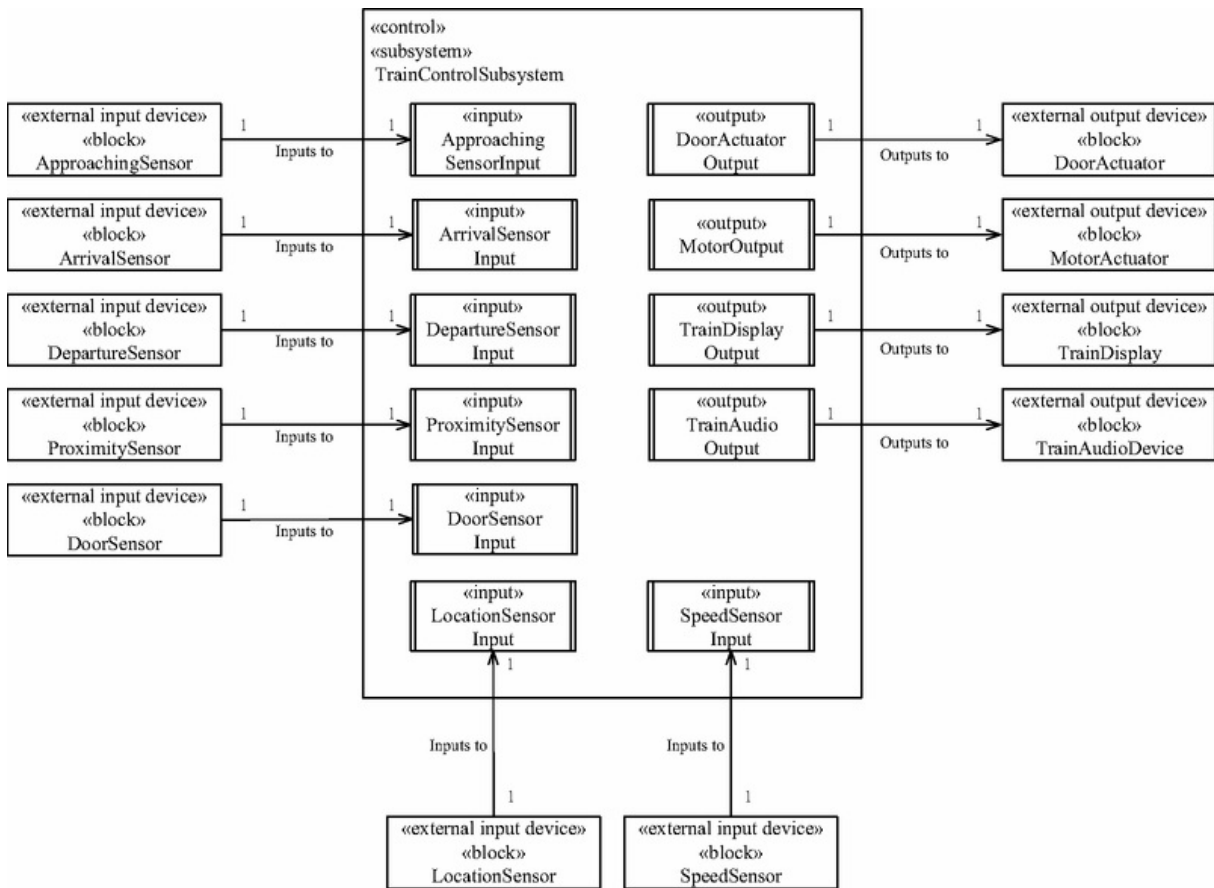 «control»
«subsystem»
TrainControlSubsystem
«external input device»
«block»
ApproachingSensor
1
Inputs to
1
«input»
Approaching
SensorInput
«output»
DoorActuator
Output
1
Outputs to
1
«external output device»
«block»
DoorActuator
«external input device»
«block»
ArrivalSensor
1
Inputs to
1
«input»
ArrivalSensor
Input
«output»
MotorOutput
1
Outputs to
1
«external output device»
«block»
MotorActuator
«external input device»
«block»
DepartureSensor
1
Inputs to
1
«input»
DepartureSensor
Input
«output»
TrainDisplay
Output
1
Outputs to
1
«external output device»
«block»
TrainDisplay
«external input device»
«block»
ProximitySensor
1
Inputs to
1
«input»
ProximitySensor
Input
«output»
TrainAudio
Output
1
Outputs to
1
«external output device»
«block»
TrainAudioDevice
«external input device»
«block»
DoorSensor
1
Inputs to
1
«input»
DoorSensor
Input
«input»
LocationSensor
Input
1
Inputs to
1
«external input device»
«block»
LocationSensor
«input»
SpeedSensor
Input
1
Inputs to
1
«external input device»
«block»
SpeedSensor